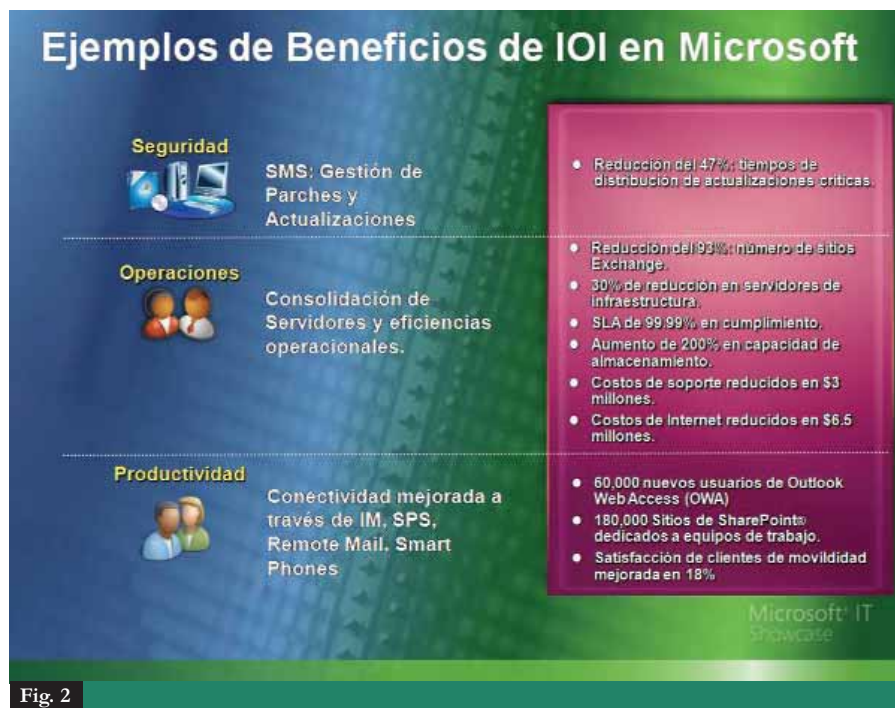 Ejemplos de Beneficios de IOI en Microsoft
Seguridad
SMS: Gestión de
Parches y
Actualizaciones
Reducción del 47%: tiempos de
distribución de actualizaciones criticas.
Operaciones
Consolidación de
Servidores y eficiencias
operacionales.
Reducción del 93%: número de sitios
Exchange.
30% de reducción en servidores de
infraestructura.
SLA de 99.99% en cumplimiento.
Aumento de 200% en capacidad de
almacenamiento.
Costos de soporte reducidos en $3
millones.
Costos de Internet reducidos en $6.5
millones.
Productividad
Conectividad mejorada a
través de IM, SPS,
Remote Mail. Smart
Phones
60,000 nuevos usuarios de Outlook
Web Access (OWA)
180,000 Sitios de SharePoint®
dedicados a equipos de trabajo.
Satisfacción de clientes de movildidad
mejorada en 18%
Microsoft® IT
Showcase
Fig. 2